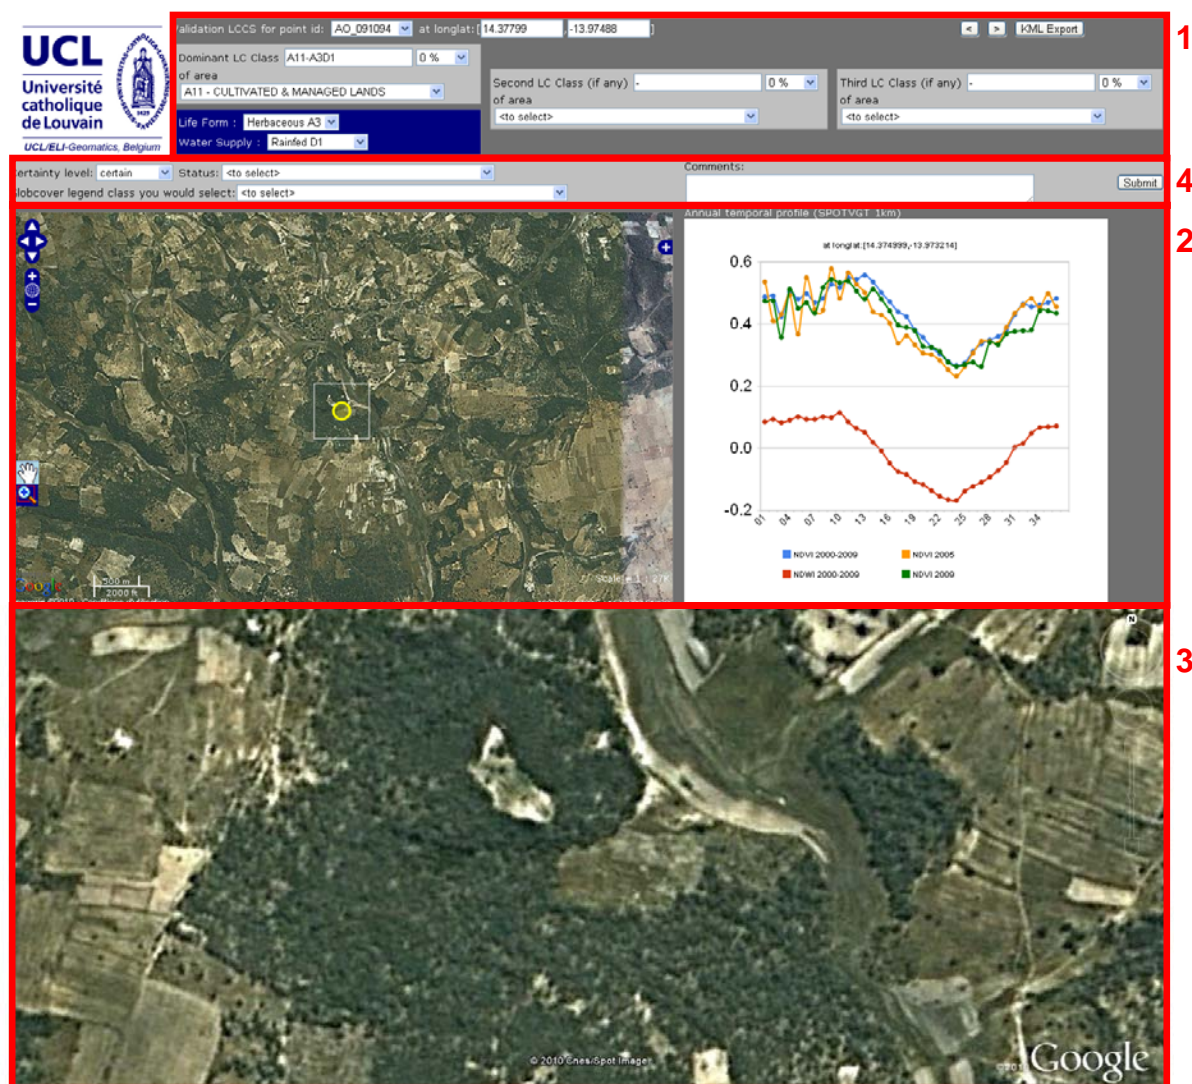 UCL
Université
catholique
de Louvain
UCL/ELI-Geomatics, Belgium
1
Validation LCCS for point id: AO_091094 at longlat:[ 14.37799 , -13.97488 ]
< > KML Export
Dominant LC Class A11-A3D1 0 %
of area
A11 - CULTIVATED & MANAGED LANDS
Life Form : Herbaceous A3
Water Supply : Rainfed D1
Second LC Class (if any) - 0 %
of area
<to select>
Third LC Class (if any) - 0 %
of area
<to select>
4
Certainty level: certain Status: <to select>
Globcover legend class you would select: <to select>
Comments:
Submit
2
Annual temporal profile (SPOTVGT 1km)
at longlat:[14.374999,-13.973214]
0.6
0.4
0.2
0.0
-0.2
01 04 07 10 13 16 19 22 25 28 31 34
NDVI 2000-2009 NDVI 2005
NDWI 2000-2009 NDVI 2009
Google
500 m
2000 ft
Scale = 1 : 27K
3
N
© 2010 Cnes/Spot Image
Google